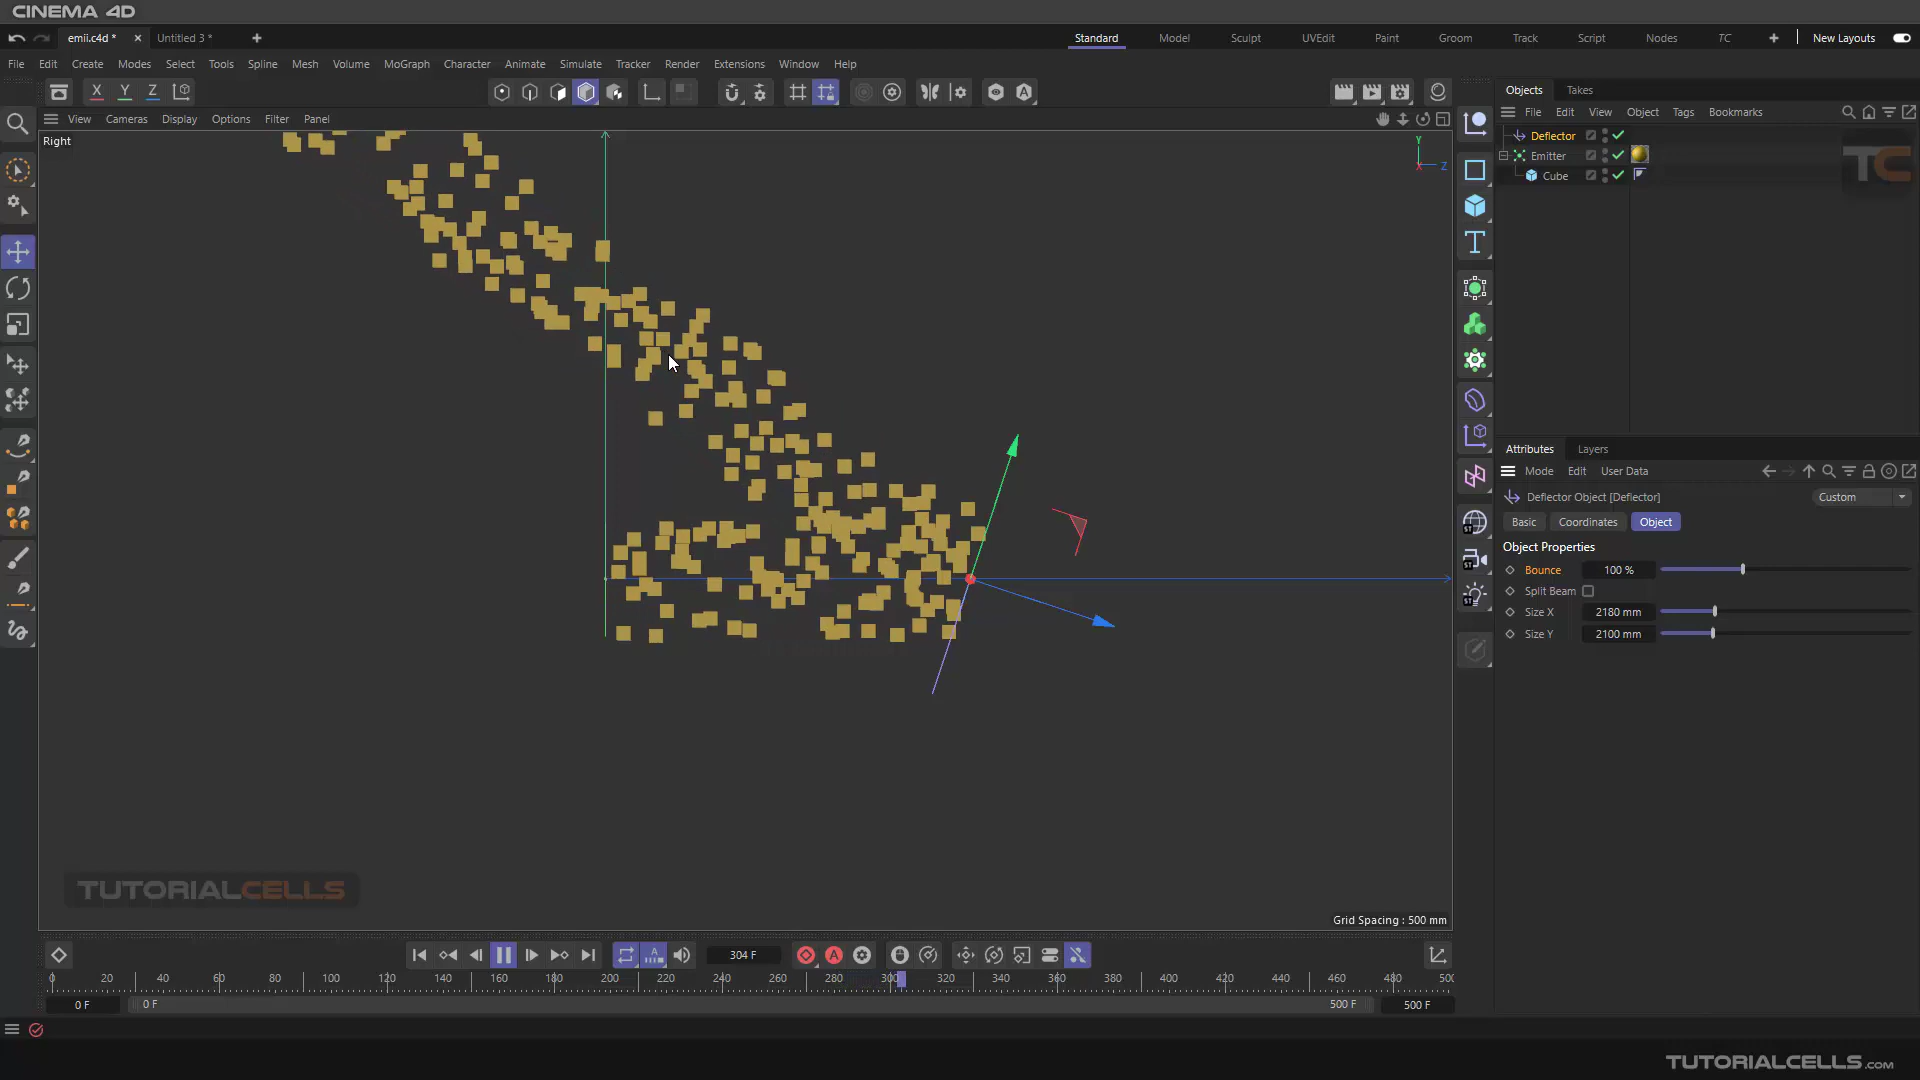 CINEMA 4D
emii.c4d * × Untitled 3 * + Standard Model Sculpt UVEdit Paint Groom Track Script Nodes TC + New Layouts
File Edit Create Modes Select Tools Spline Mesh Volume MoGraph Character Animate Simulate Tracker Render Extensions Window Help
X Y Z
Objects Takes
View Cameras Display Options Filter Panel
File Edit View Object Tags Bookmarks
Right
Y
X Z
Deflector
Emitter
Cube
TC
Attributes Layers
Mode Edit User Data
Deflector Object [Deflector] Custom
Basic Coordinates Object
Object Properties
Bounce 100 %
Split Beam
Size X 2180 mm
Size Y 2100 mm
TUTORIALCELLS
Grid Spacing : 500 mm
304 F
0 20 40 60 80 100 120 140 160 180 200 220 240 260 280 300 320 340 360 380 400 420 440 460 480 500
0 F 0 F 500 F 500 F
TUTORIALCELLS.COM